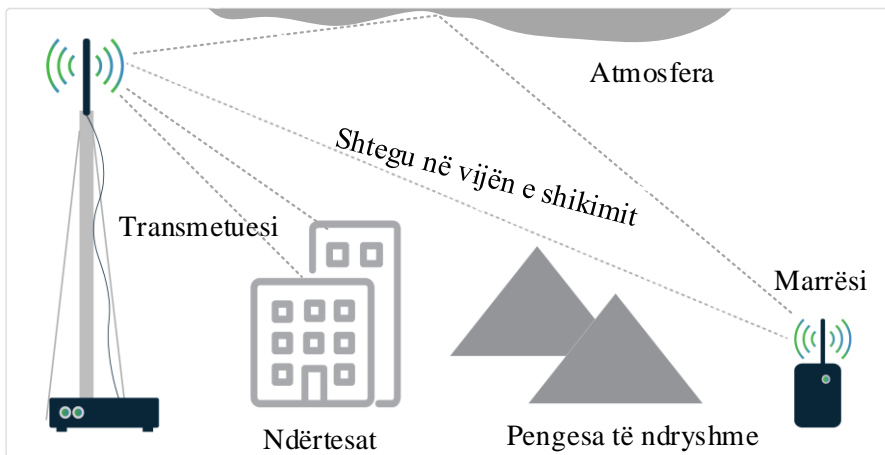 Atmosfera
Shtegu në vijën e shikimit
Transmetuesi
Marrësi
Ndërtesat
Pengesa të ndryshme